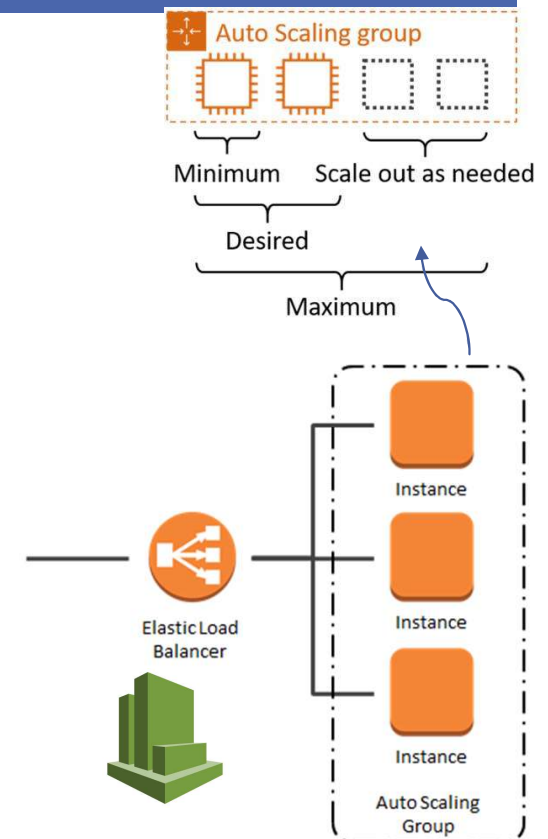 Auto Scaling group
Minimum
Scale out as needed
Desired
Maximum
Instance
Instance
Elastic Load
Balancer
Instance
Auto Scaling
Group